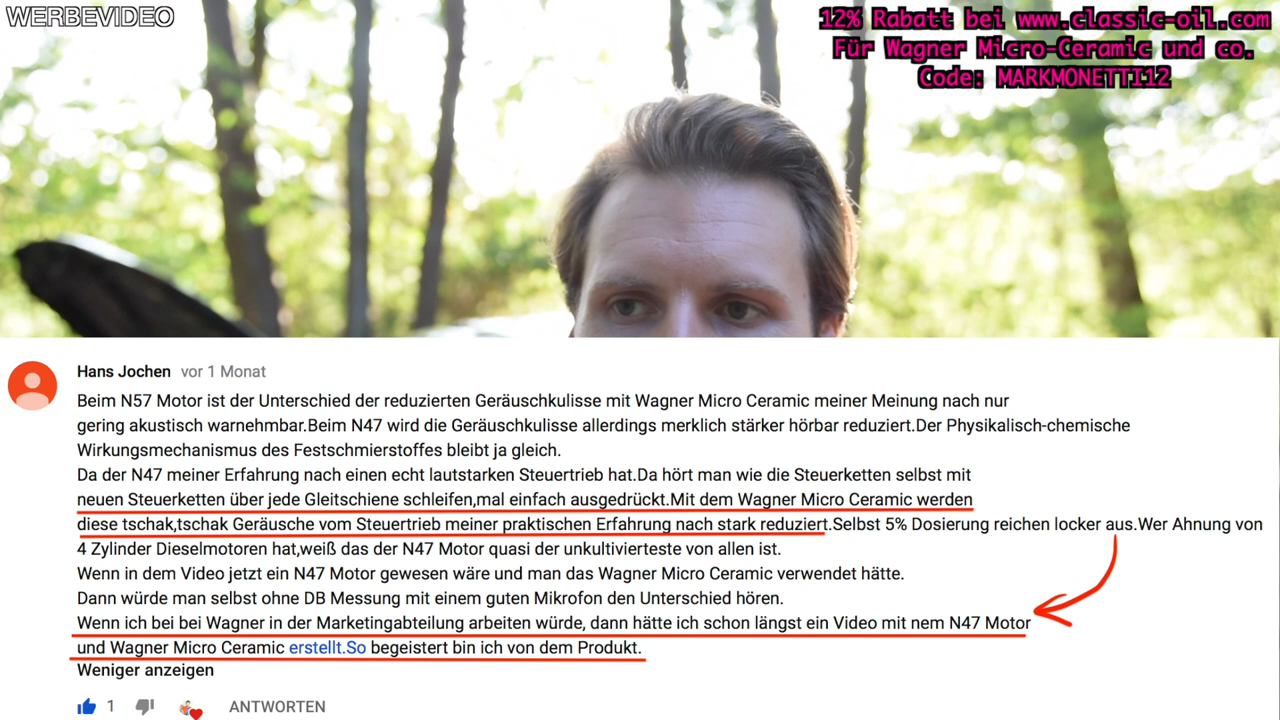 WERBEVIDEO
12% Rabatt bei www.classic-oil.com
Für Wagner Micro-Ceramic und co.
Code: MARKMONETTI12
Hans Jochen vor 1 Monat
Beim N57 Motor ist der Unterschied der reduzierten Geräuschkulisse mit Wagner Micro Ceramic meiner Meinung nach nur
gering akustisch warnehmbar.Beim N47 wird die Geräuschkulisse allerdings merklich stärker hörbar reduziert.Der Physikalisch-chemische
Wirkungsmechanismus des Festschmierstoffes bleibt ja gleich.
Da der N47 meiner Erfahrung nach einen echt lautstarken Steuertrieb hat.Da hört man wie die Steuerketten selbst mit
neuen Steuerketten über jede Gleitschiene schleifen,mal einfach ausgedrückt.Mit dem Wagner Micro Ceramic werden
diese tschak,tschak Geräusche vom Steuertrieb meiner praktischen Erfahrung nach stark reduziert.Selbst 5% Dosierung reichen locker aus.Wer Ahnung von
4 Zylinder Dieselmotoren hat,weiß das der N47 Motor quasi der unkultivierteste von allen ist.
Wenn in dem Video jetzt ein N47 Motor gewesen wäre und man das Wagner Micro Ceramic verwendet hätte.
Dann würde man selbst ohne DB Messung mit einem guten Mikrofon den Unterschied hören.
Wenn ich bei bei Wagner in der Marketingabteilung arbeiten würde, dann hätte ich schon längst ein Video mit nem N47 Motor
und Wagner Micro Ceramic erstellt.So begeistert bin ich von dem Produkt.
Weniger anzeigen
1 ANTWORTEN